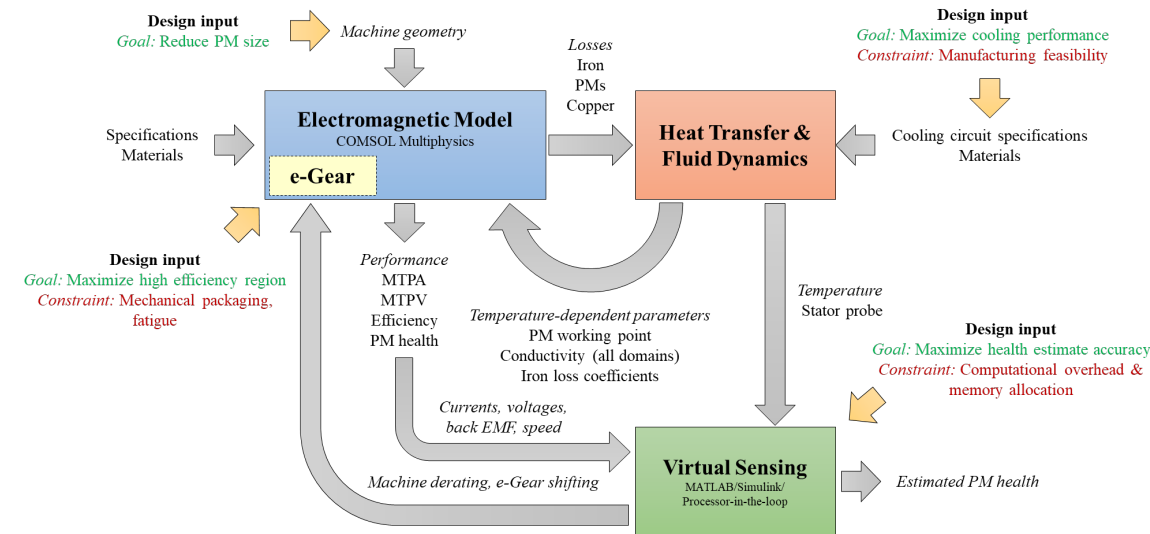 Design input
Goal: Reduce PM size
Machine geometry
Losses
Iron
PMs
Copper
Design input
Goal: Maximize cooling performance
Constraint: Manufacturing feasibility
Specifications
Materials
Electromagnetic Model
COMSOL Multiphysics
e-Gear
Heat Transfer &
Fluid Dynamics
Cooling circuit specifications
Materials
Design input
Goal: Maximize high efficiency region
Constraint: Mechanical packaging,
fatigue
Performance
MTPA
MTPV
Efficiency
PM health
Temperature-dependent parameters
PM working point
Conductivity (all domains)
Iron loss coefficients
Temperature
Stator probe
Design input
Goal: Maximize health estimate accuracy
Constraint: Computational overhead &
memory allocation
Currents, voltages,
back EMF, speed
Machine derating, e-Gear shifting
Virtual Sensing
MATLAB/Simulink/
Processor-in-the-loop
Estimated PM health